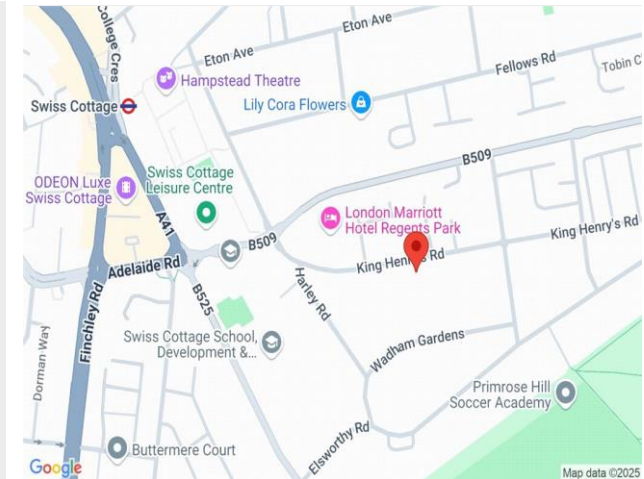 College Cres
Eton Ave
Eton Ave
Hampstead Theatre
Fellows Rd
Tobin C
Swiss Cottage
Lily Cora Flowers
B509
Swiss Cottage
Leisure Centre
ODEON Luxe
Swiss Cottage
A41
London Marriott
Hotel Regents Park
B509
King Henry's Rd
King Henry's Rd
Adelaide Rd
B525
Harley Rd
Finchley Rd
Swiss Cottage School,
Development &...
Wadham Gardens
Dorman Way
Primrose Hill
Soccer Academy
Buttermere Court
Elsworthy Rd
Google
Map data ©2025